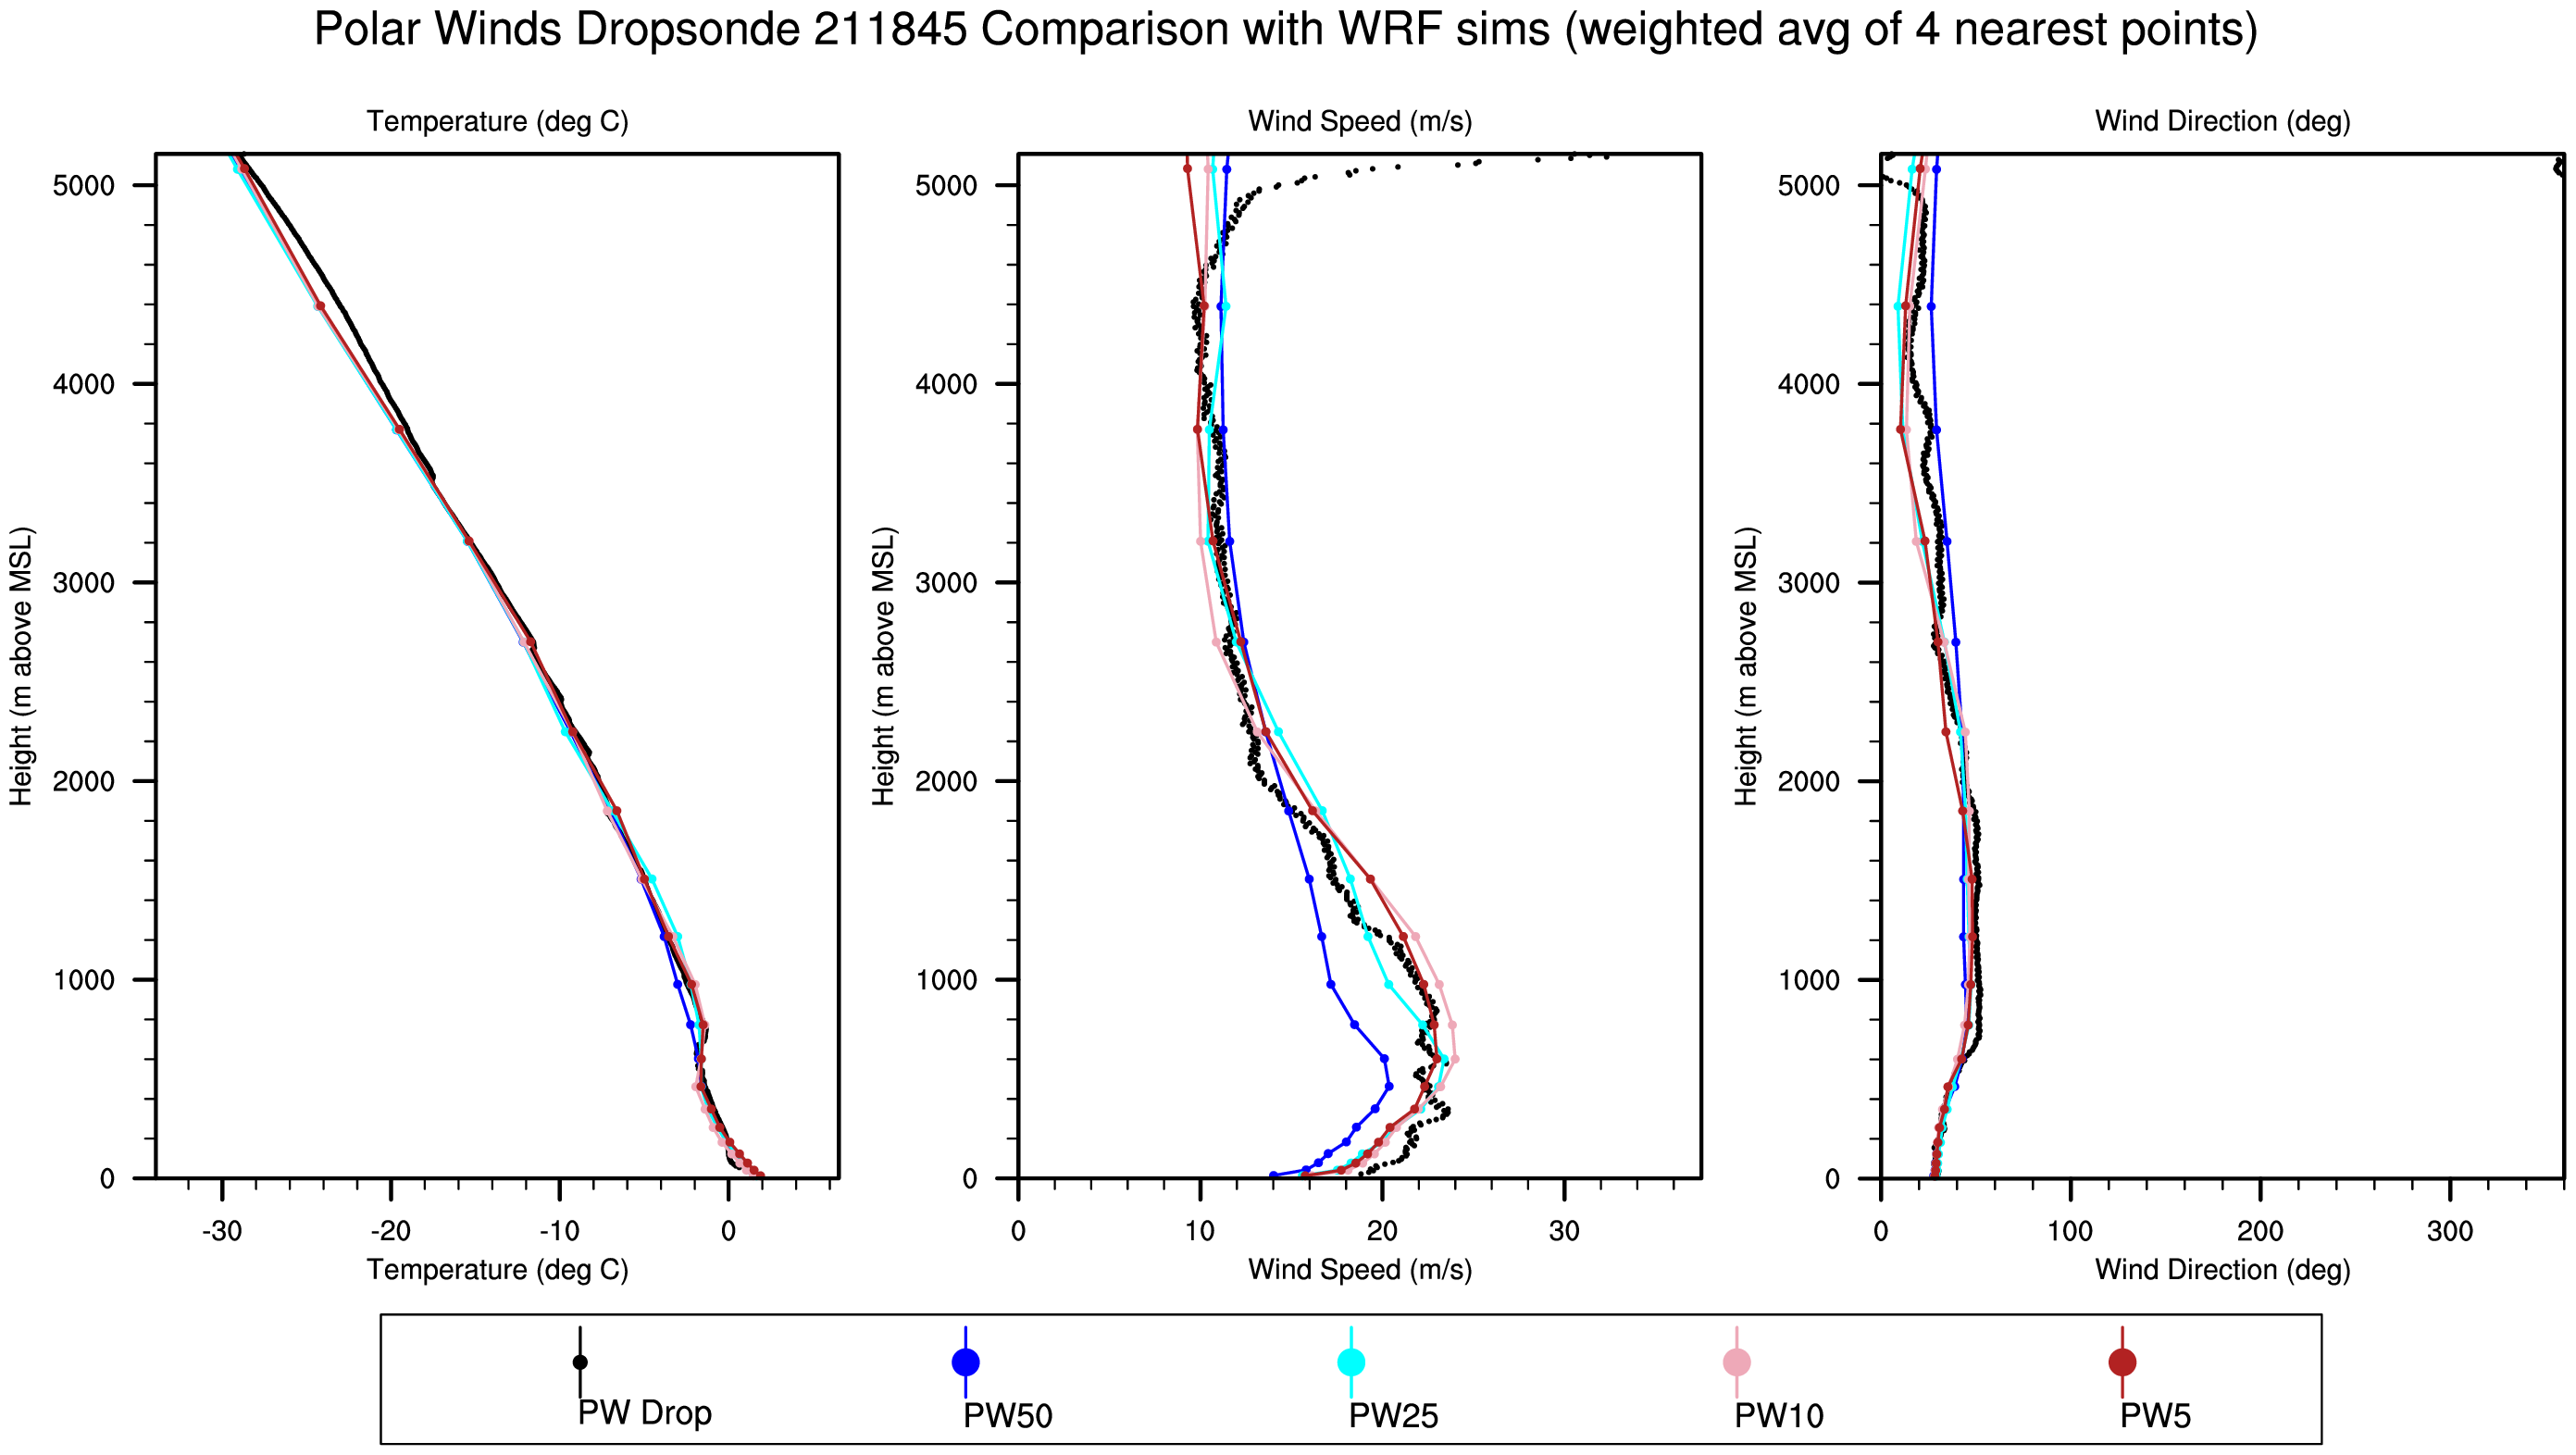 Polar Winds Dropsonde 211845 Comparison with WRF sims (weighted avg of 4 nearest points)
Temperature (deg C)
Wind Speed (m/s)
Wind Direction (deg)
Height (m above MSL)
5000
4000
3000
2000
1000
0
-30 -20 -10 0
Temperature (deg C)
Height (m above MSL)
5000
4000
3000
2000
1000
0
0 10 20 30
Wind Speed (m/s)
Height (m above MSL)
5000
4000
3000
2000
1000
0
0 100 200 300
Wind Direction (deg)
PW Drop
PW50
PW25
PW10
PW5